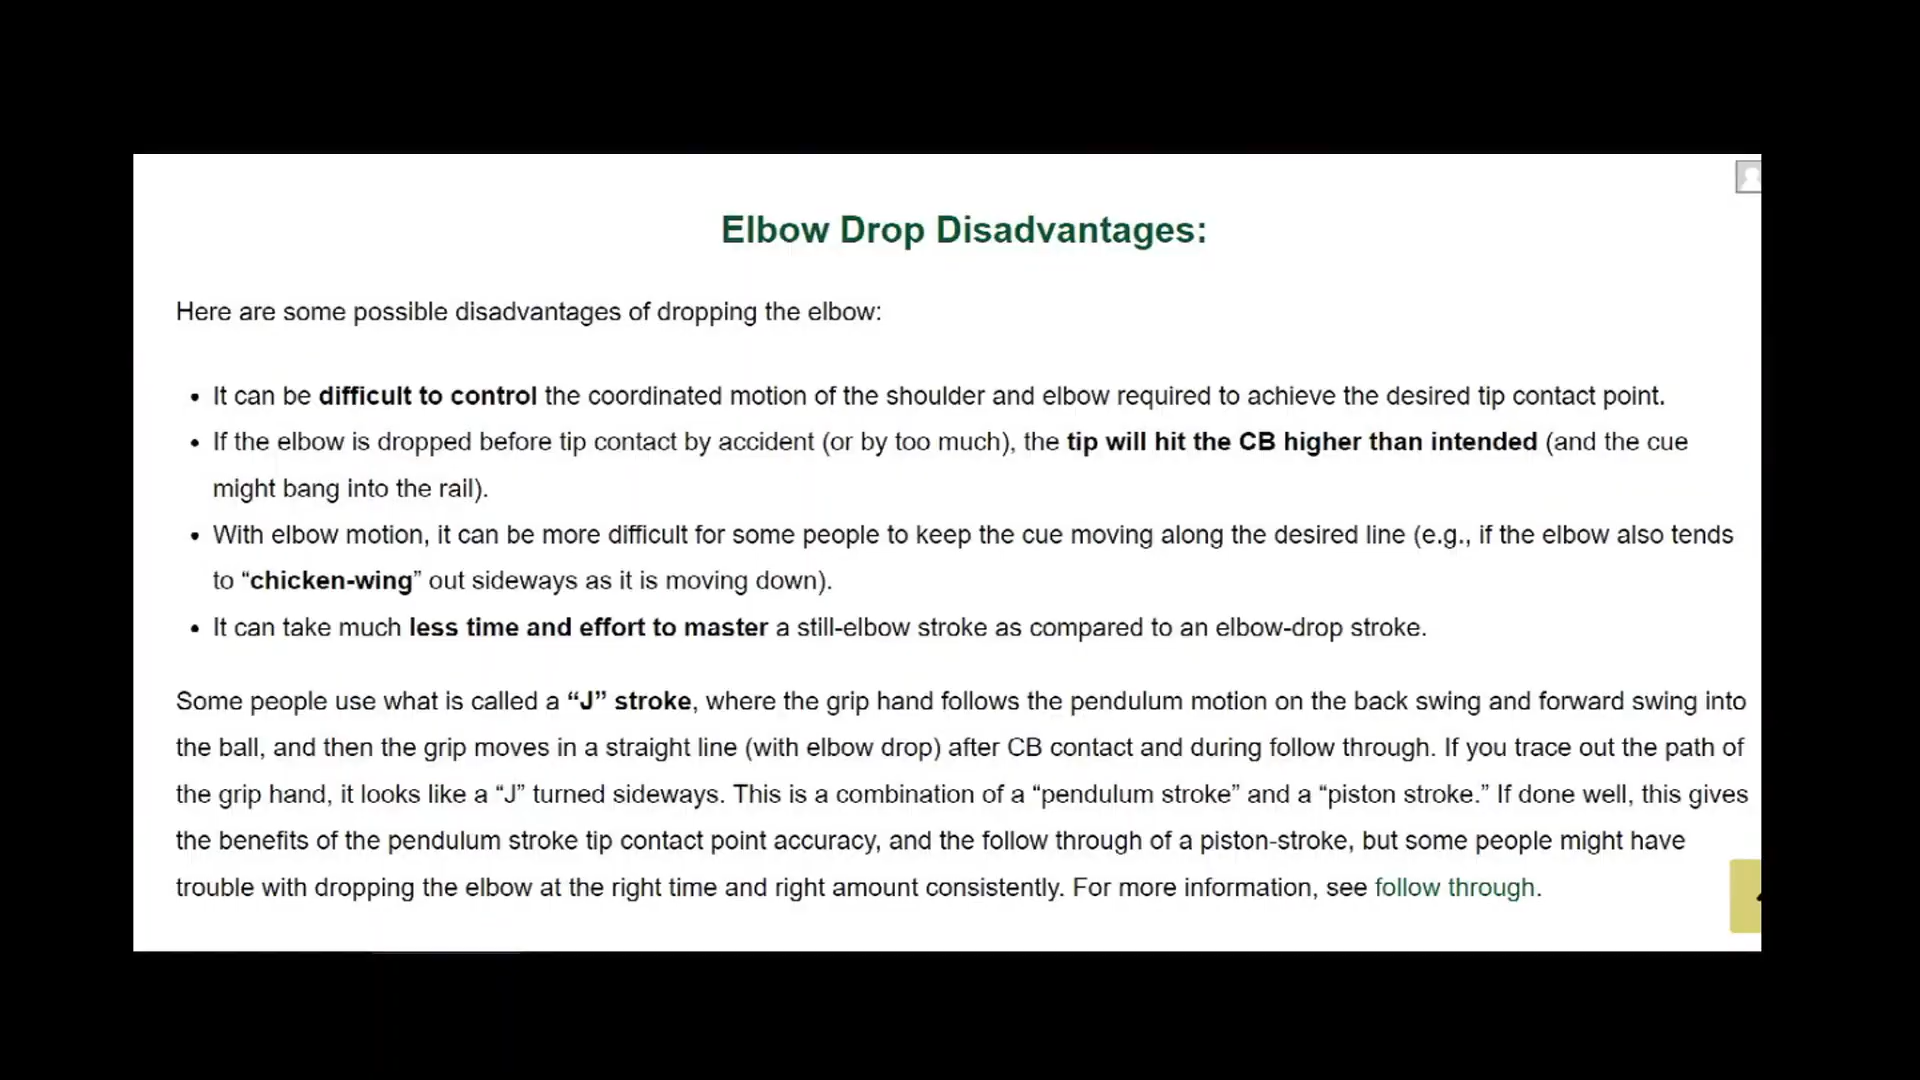 Elbow Drop Disadvantages:
Here are some possible disadvantages of dropping the elbow:
• It can be difficult to control the coordinated motion of the shoulder and elbow required to achieve the desired tip contact point.
• If the elbow is dropped before tip contact by accident (or by too much), the tip will hit the CB higher than intended (and the cue
might bang into the rail).
• With elbow motion, it can be more difficult for some people to keep the cue moving along the desired line (e.g., if the elbow also tends
to “chicken-wing” out sideways as it is moving down).
• It can take much less time and effort to master a still-elbow stroke as compared to an elbow-drop stroke.
Some people use what is called a “J” stroke, where the grip hand follows the pendulum motion on the back swing and forward swing into
the ball, and then the grip moves in a straight line (with elbow drop) after CB contact and during follow through. If you trace out the path of
the grip hand, it looks like a “J” turned sideways. This is a combination of a “pendulum stroke” and a “piston stroke.” If done well, this gives
the benefits of the pendulum stroke tip contact point accuracy, and the follow through of a piston-stroke, but some people might have
trouble with dropping the elbow at the right time and right amount consistently. For more information, see follow through.